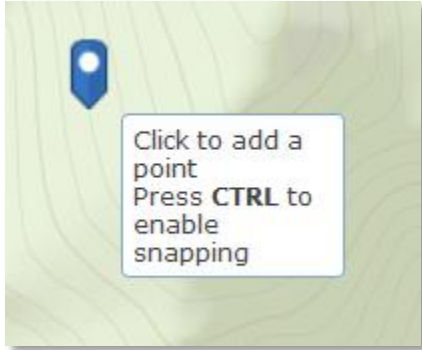 Click to add a
point
Press CTRL to
enable
snapping